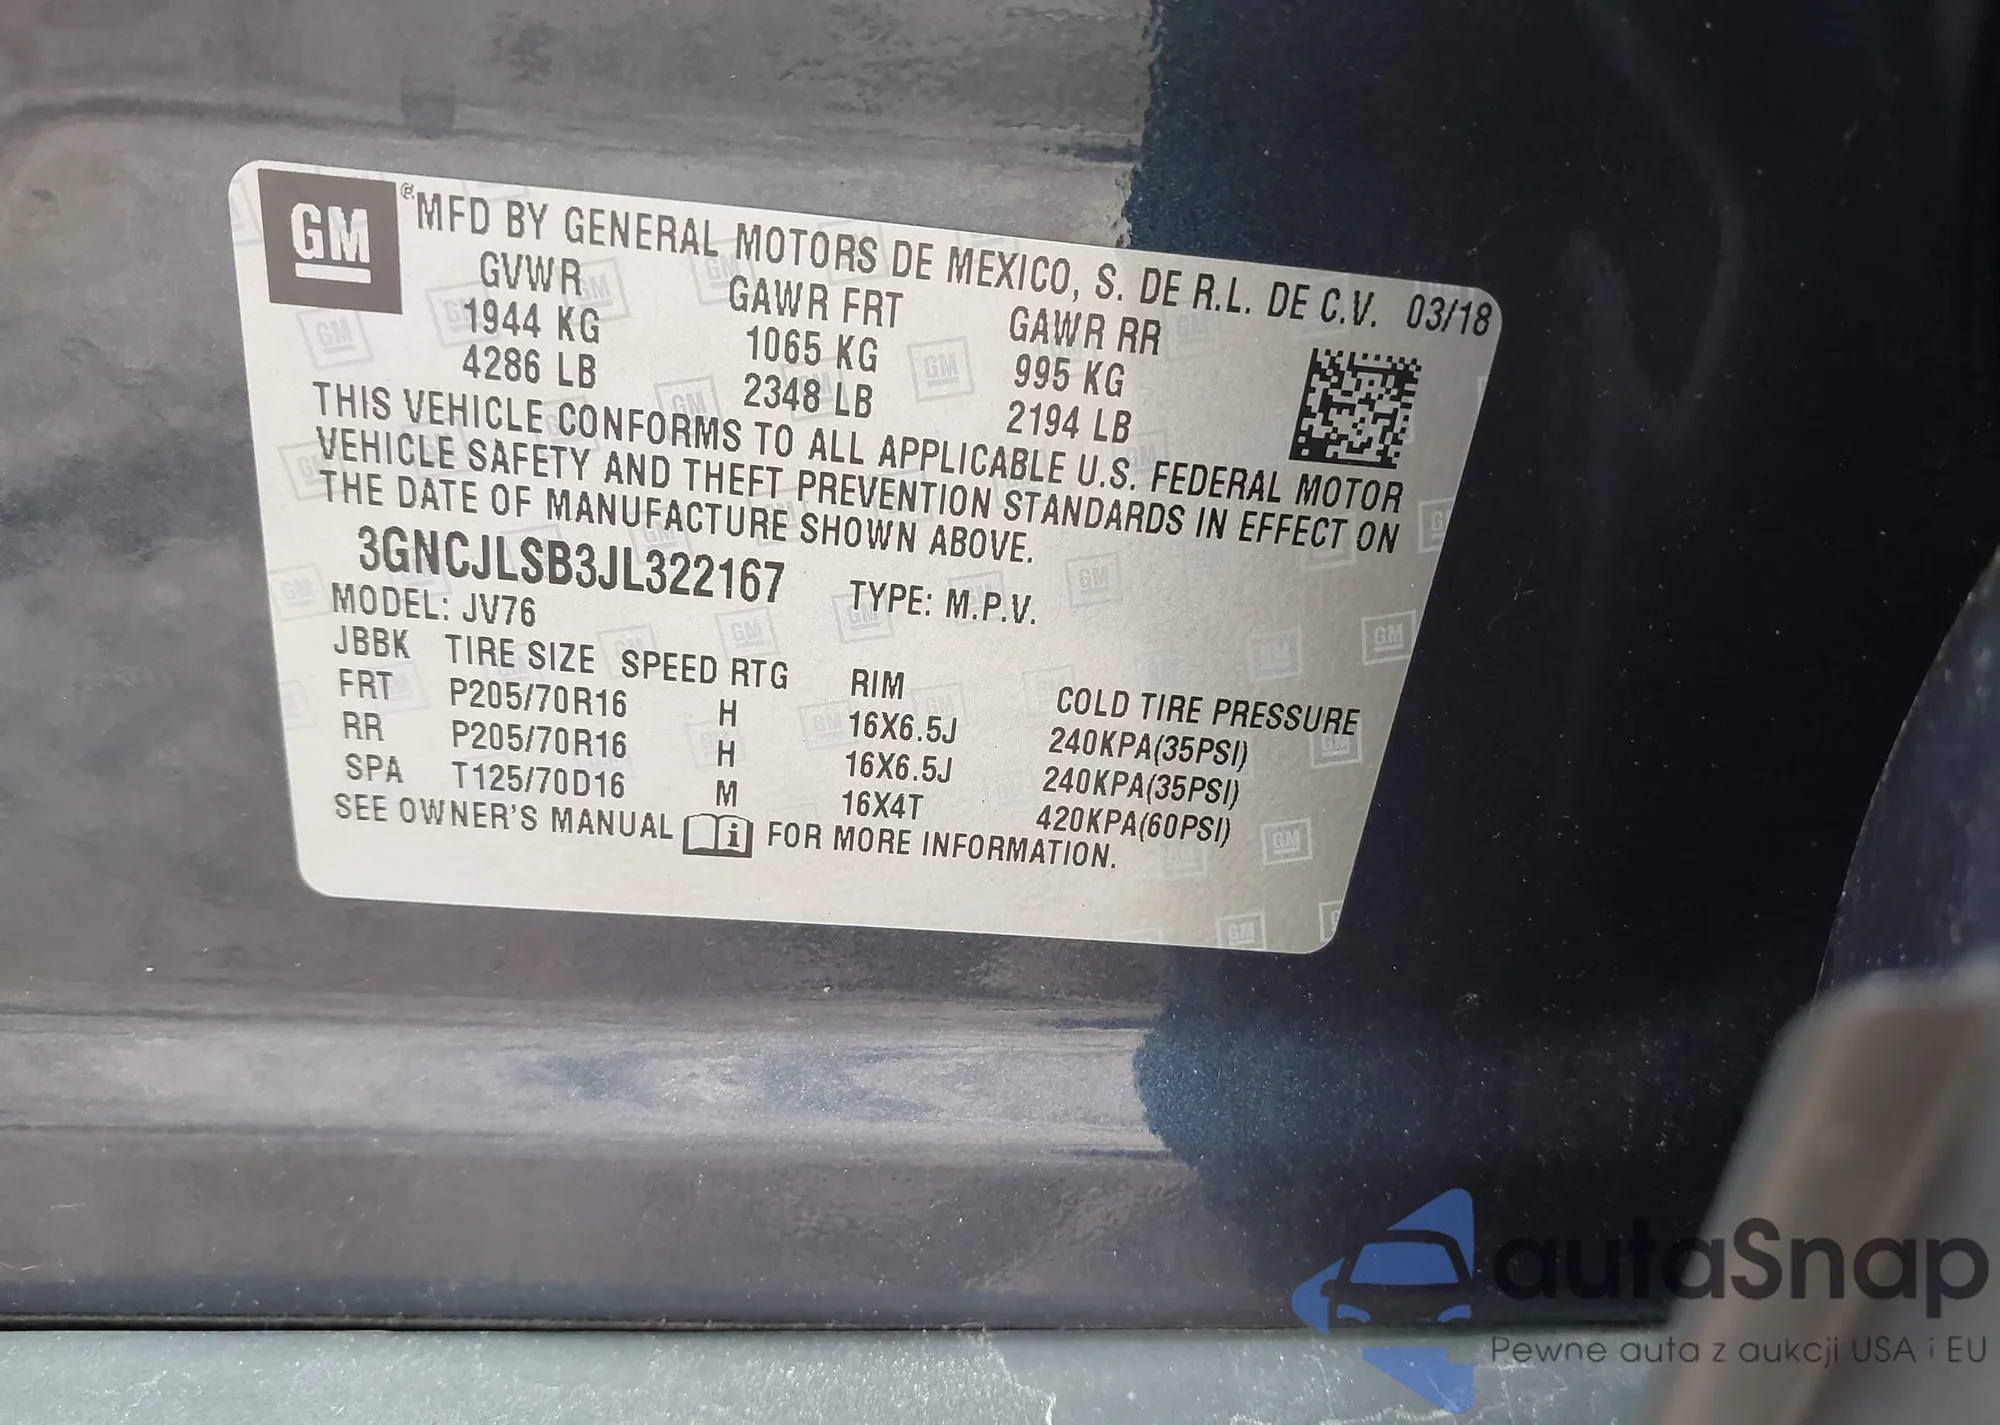 GM ® MFD BY GENERAL MOTORS DE MEXICO, S. DE R.L. DE C.V. 03/18
GVWR GAWR FRT GAWR RR
1944 KG 1065 KG 995 KG
4286 LB 2348 LB 2194 LB
THIS VEHICLE CONFORMS TO ALL APPLICABLE U.S. FEDERAL MOTOR
VEHICLE SAFETY AND THEFT PREVENTION STANDARDS IN EFFECT ON
THE DATE OF MANUFACTURE SHOWN ABOVE.
3GNCJLSB3JL322167 TYPE: M.P.V.
MODEL: JV76
JBBK TIRE SIZE SPEED RTG RIM COLD TIRE PRESSURE
FRT P205/70R16 H 16X6.5J 240KPA(35PSI)
RR P205/70R16 H 16X6.5J 240KPA(35PSI)
SPA T125/70D16 M 16X4T 420KPA(60PSI)
SEE OWNER'S MANUAL i FOR MORE INFORMATION.
autaSnap
Pewne auta z aukcji USA i EU